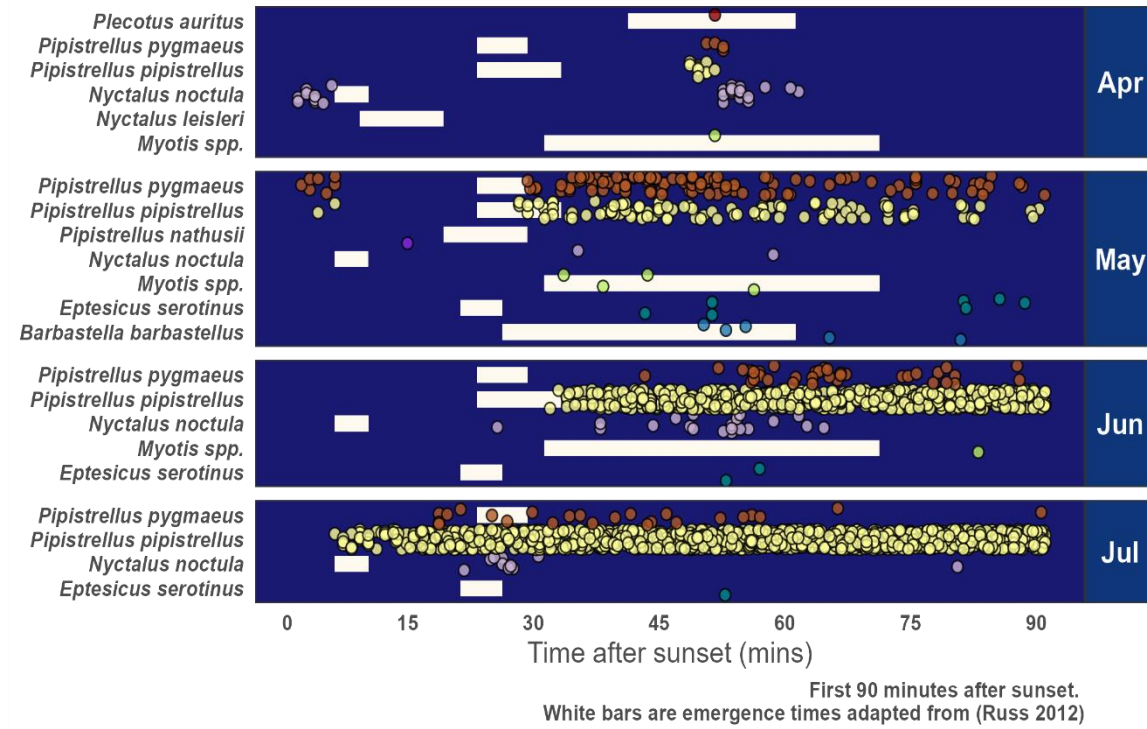 Plecotus auritus
Pipistrellus pygmaeus
Pipistrellus pipistrellus
Nyctalus noctula
Nyctalus leisleri
Myotis spp.
Apr
Pipistrellus pygmaeus
Pipistrellus pipistrellus
Pipistrellus nathusii
Nyctalus noctula
Myotis spp.
Eptesicus serotinus
Barbastella barbastellus
May
Pipistrellus pygmaeus
Pipistrellus pipistrellus
Nyctalus noctula
Myotis spp.
Eptesicus serotinus
Jun
Pipistrellus pygmaeus
Pipistrellus pipistrellus
Nyctalus noctula
Eptesicus serotinus
Jul
0 15 30 45 60 75 90
Time after sunset (mins)
First 90 minutes after sunset.
White bars are emergence times adapted from (Russ 2012)